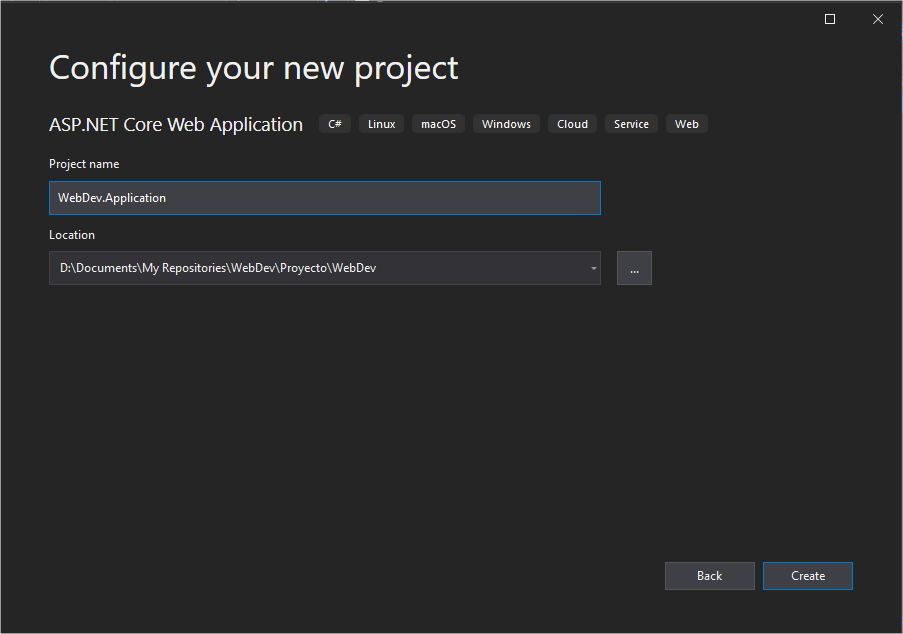 Configure your new project
ASP.NET Core Web Application C# Linux macOS Windows Cloud Service Web
Project name
WebDev.Application
Location
D:\Documents\My Repositories\WebDev\Proyecto\WebDev ...
Back Create